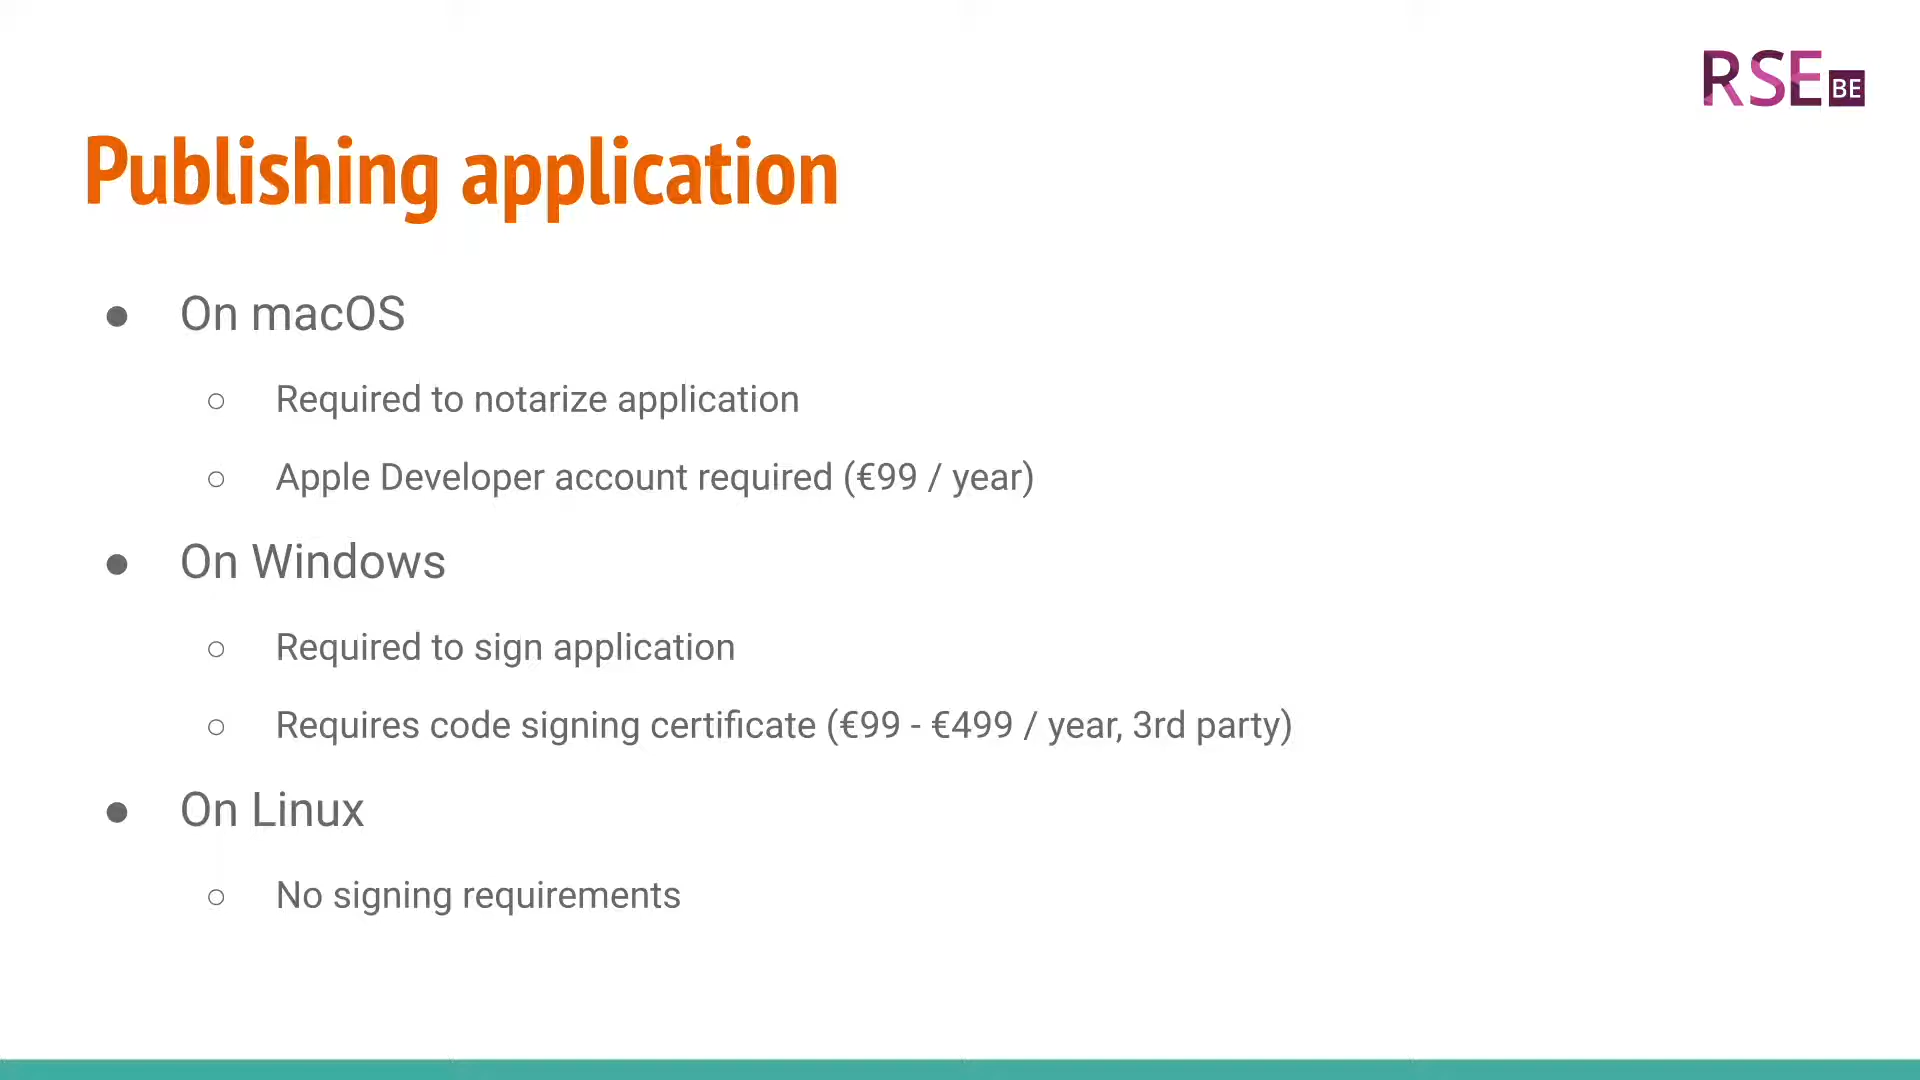 RSE BE
Publishing application
● On macOS
○ Required to notarize application
○ Apple Developer account required (€99 / year)
● On Windows
○ Required to sign application
○ Requires code signing certificate (€99 - €499 / year, 3rd party)
● On Linux
○ No signing requirements